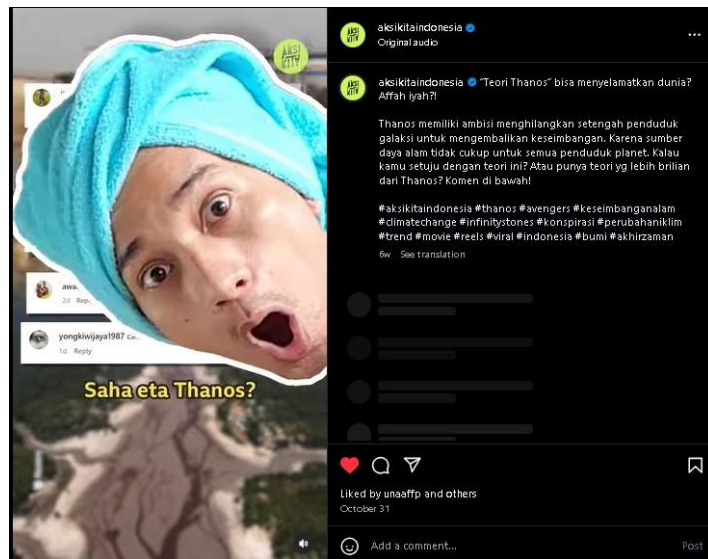 AKSI
KITA
awa.
2d Rep
yongkiwijaya1987
1d Reply
Saha eta Thanos?
aksikitaindonesia
Original audio
aksikitaindonesia "Teori Thanos" bisa menyelamatkan dunia?
Affah iyah?!
Thanos memiliki ambisi menghilangkan setengah penduduk
galaksi untuk mengembalikan keseimbangan. Karena sumber
daya alam tidak cukup untuk semua penduduk planet. Kalau
kamu setuju dengan teori ini? Atau punya teori yg lebih brilian
dari Thanos? Komen di bawah!
#aksikitaindonesia #thanos #avengers #keseimbanganalam
#climatechange #infinitystones #konspirasi #perubahaniklim
#trend #movie #reels #viral #indonesia #bumi #akhirzaman
6w See translation
Liked by unaaffp and others
October 31
Add a comment...
Post